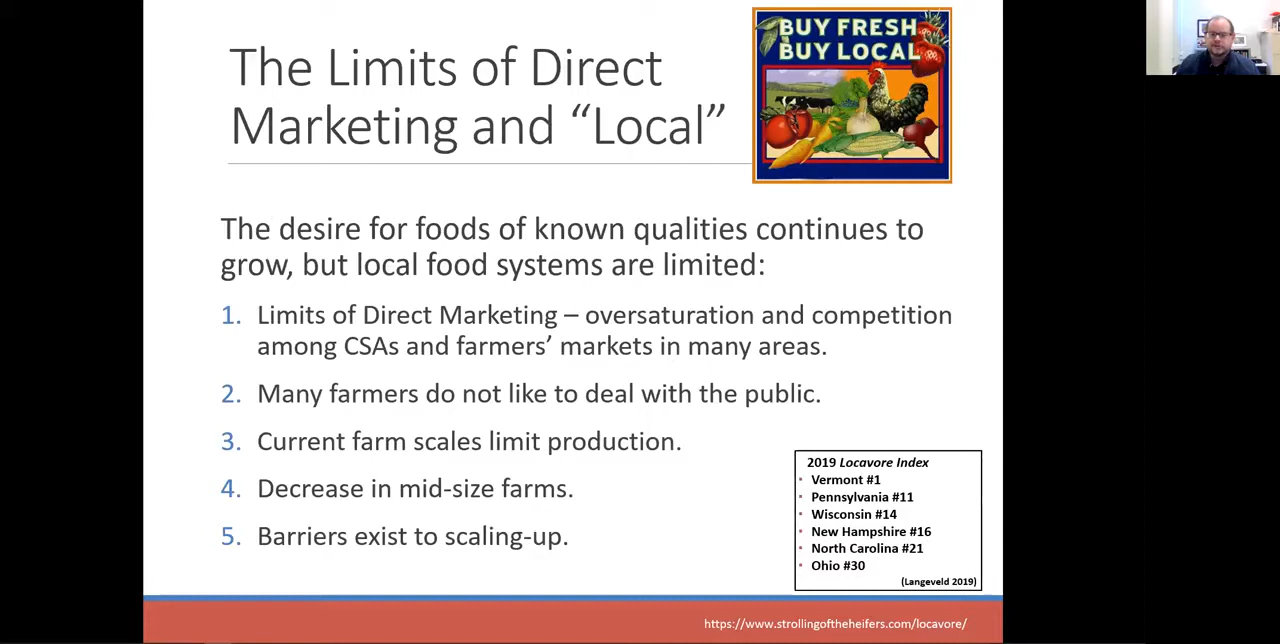 The Limits of Direct
Marketing and “Local”
BUY FRESH
BUY LOCAL
The desire for foods of known qualities continues to
grow, but local food systems are limited:
1. Limits of Direct Marketing – oversaturation and competition
among CSAs and farmers’ markets in many areas.
2. Many farmers do not like to deal with the public.
3. Current farm scales limit production.
4. Decrease in mid-size farms.
5. Barriers exist to scaling-up.
2019 Locavore Index
Vermont #1
Pennsylvania #11
Wisconsin #14
New Hampshire #16
North Carolina #21
Ohio #30
(Langeveld 2019)
https://www.strollingoftheheifers.com/locavore/